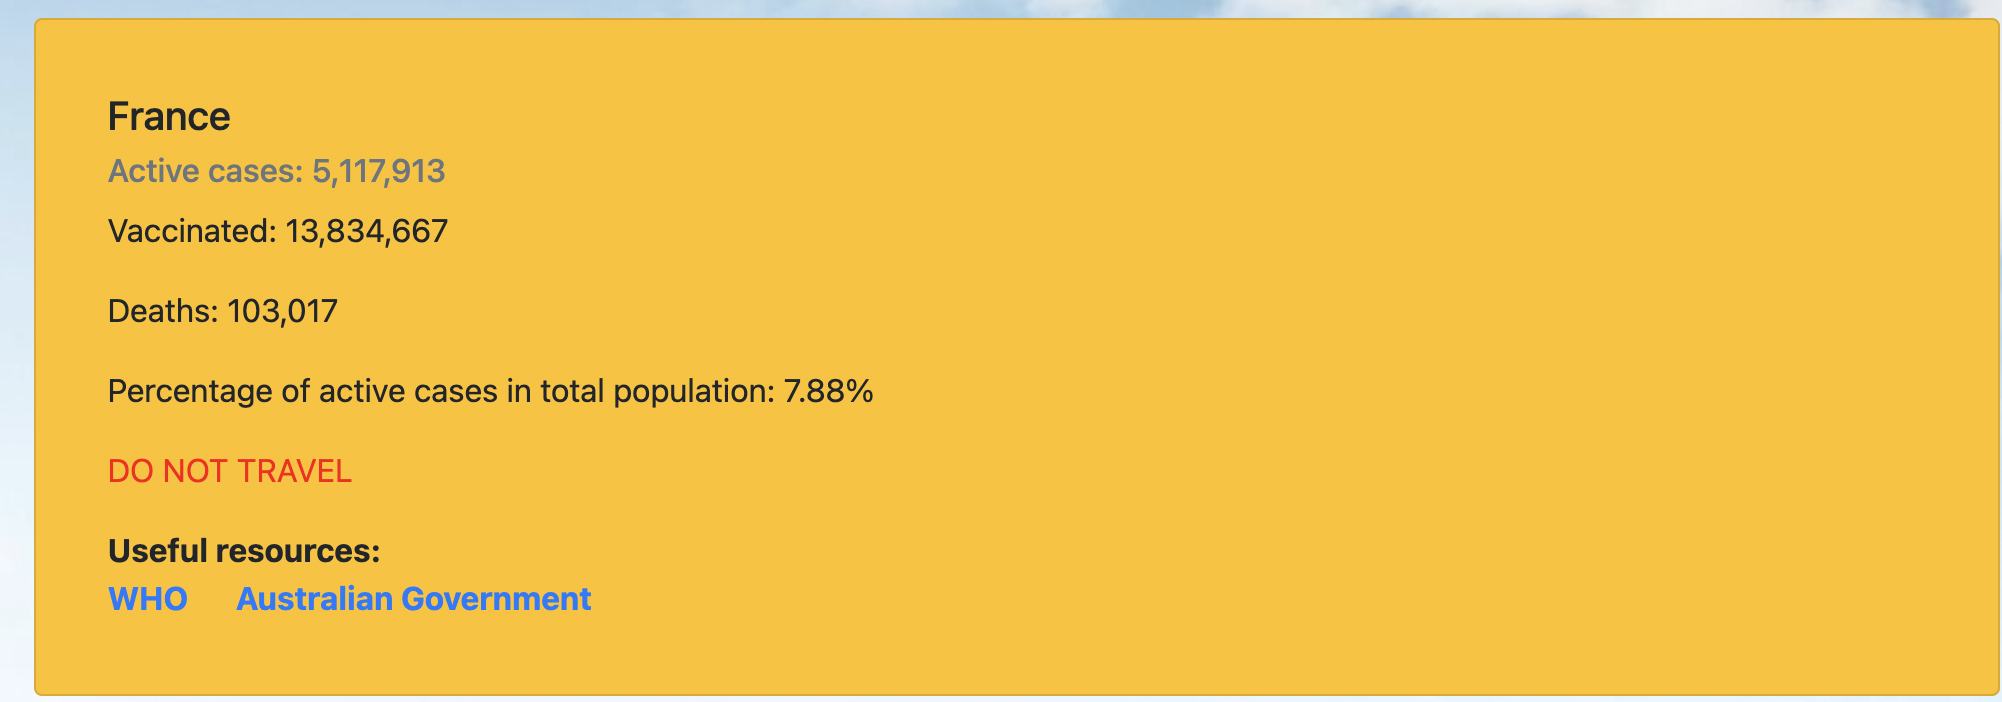 France
Active cases: 5,117,913
Vaccinated: 13,834,667
Deaths: 103,017
Percentage of active cases in total population: 7.88%
DO NOT TRAVEL
Useful resources:
WHO Australian Government